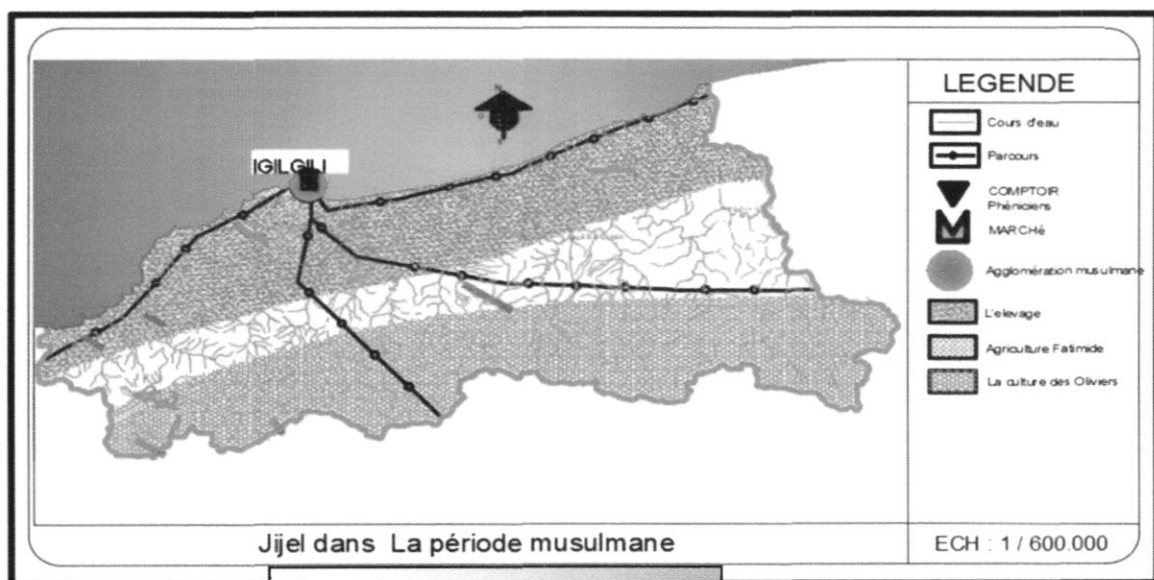 IGILGILI
LEGENDE
Cours d'eau
Parcours
COMPTOIR
Phéniciens
MARCHé
Agglomération musulmane
L'elevage
Agriculture Fatimide
La culture des Oliviers
Jijel dans La période musulmane
ECH : 1 / 600.000